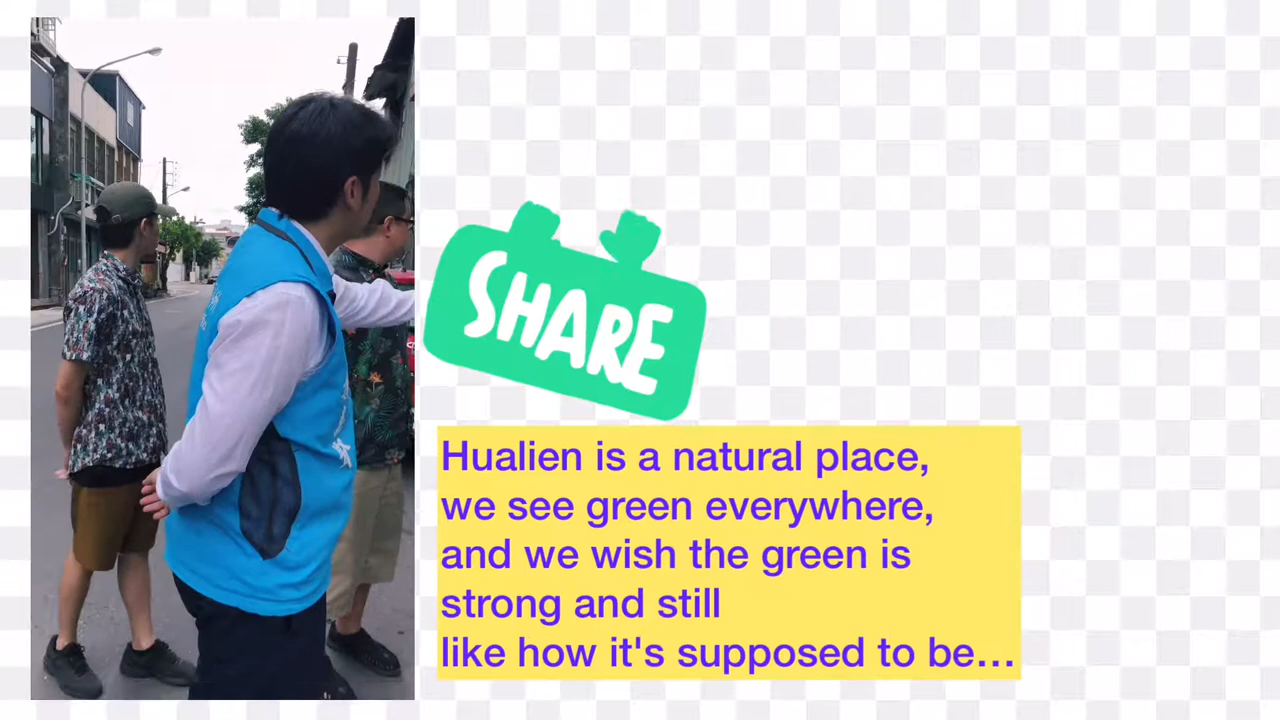 SHARE
Hualien is a natural place,
we see green everywhere,
and we wish the green is
strong and still
like how it's supposed to be…